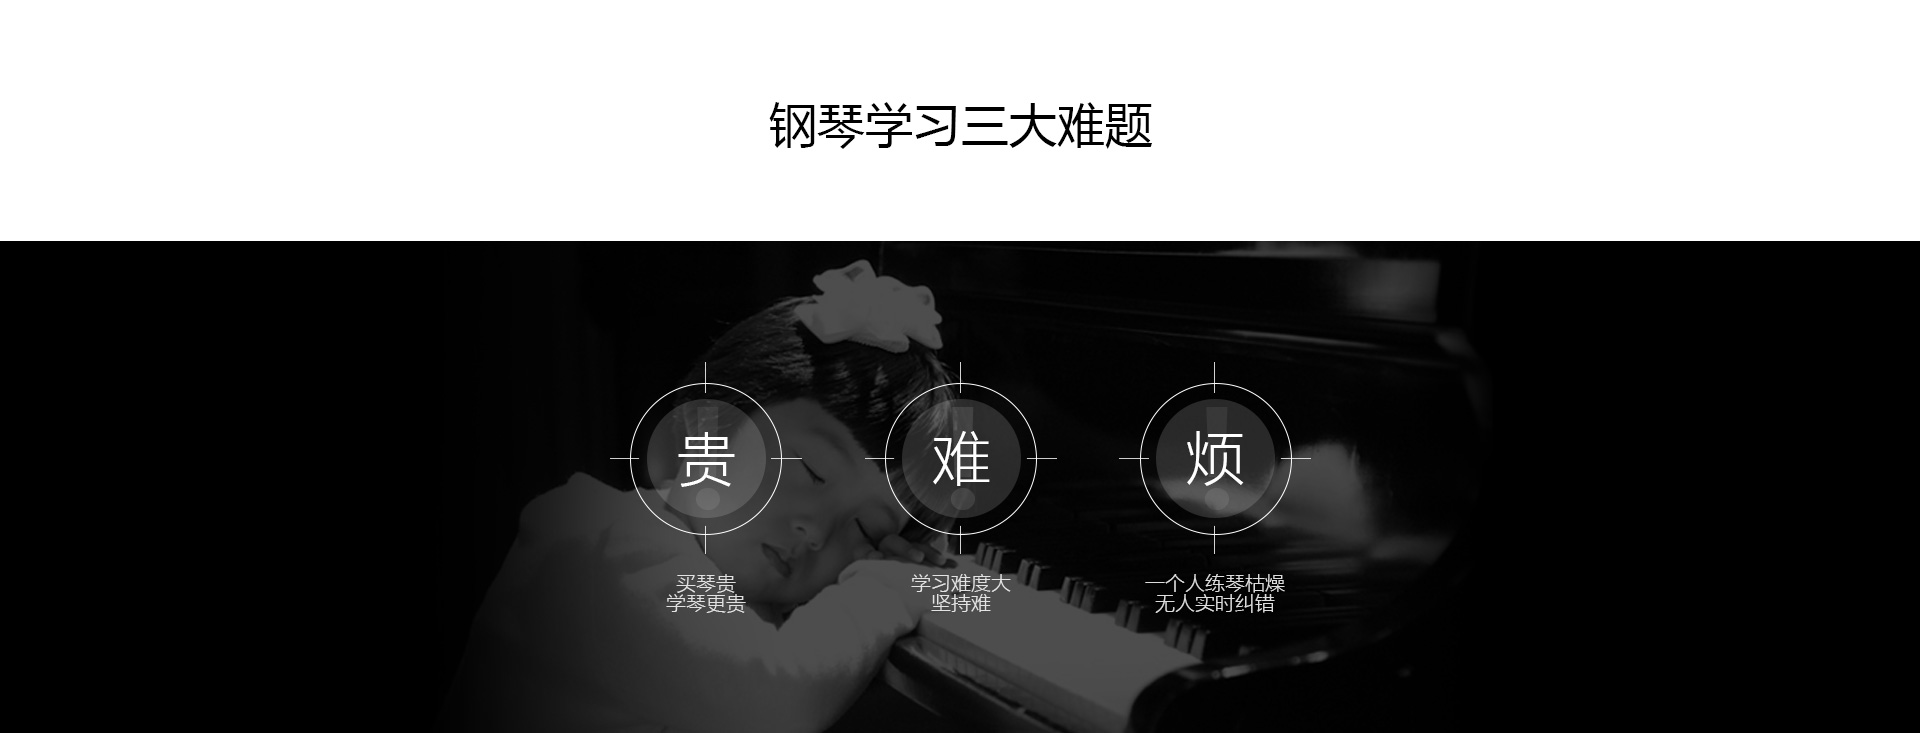 钢琴学习三大难题
贵
难
烦
买琴贵
学琴更贵
学习难度大
坚持难
一个人练琴枯燥
无人实时纠错